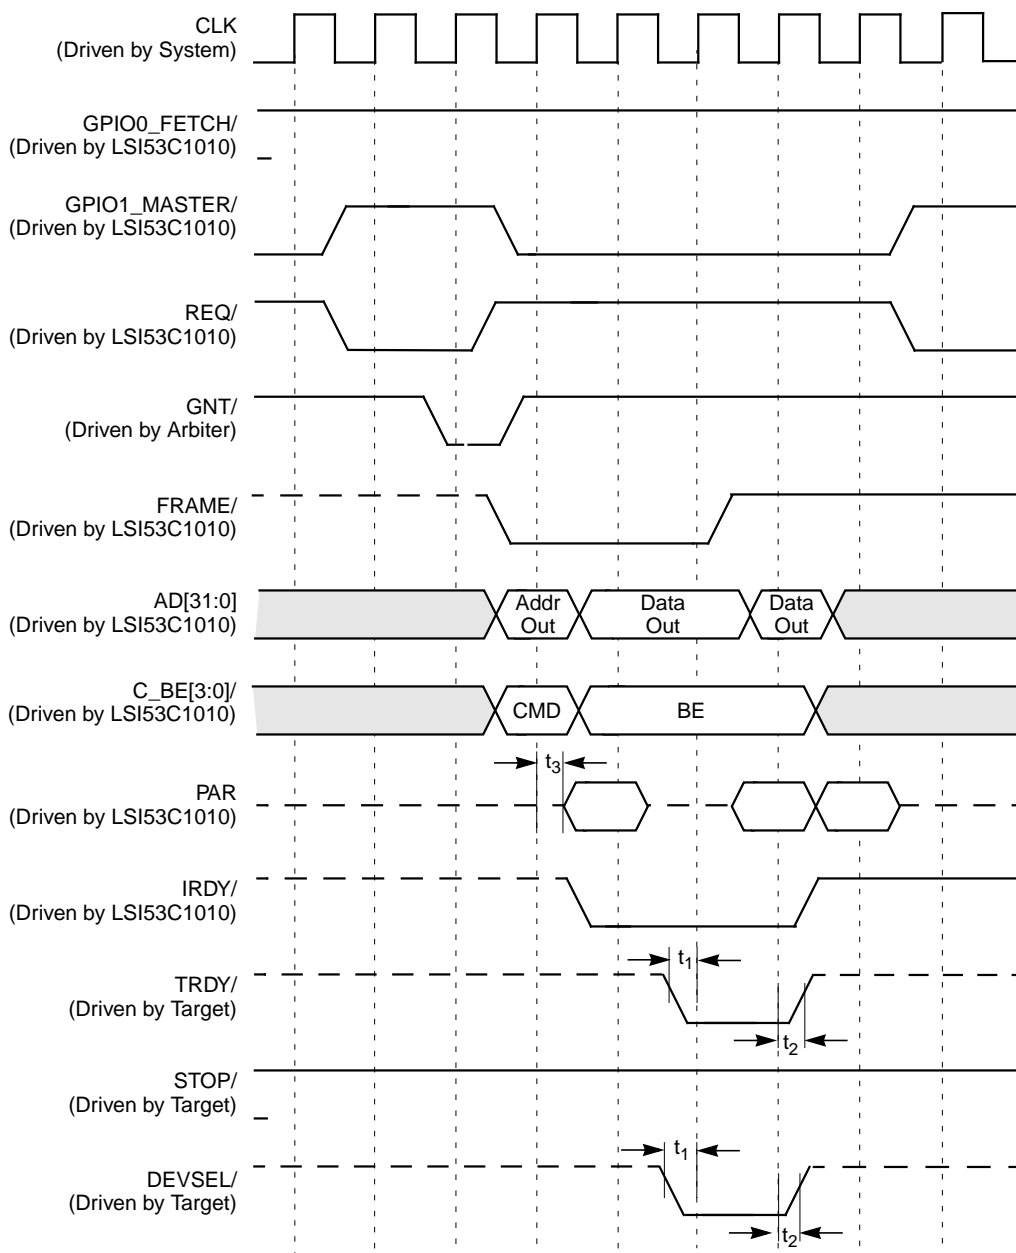 CLK
(Driven by System)
GPIO0_FETCH/
(Driven by LSI53C1010)
GPIO1_MASTER/
(Driven by LSI53C1010)
REQ/
(Driven by LSI53C1010)
GNT/
(Driven by Arbiter)
FRAME/
(Driven by LSI53C1010)
AD[31:0]
(Driven by LSI53C1010)
Addr
Out
Data
Out
Data
Out
C_BE[3:0]/
(Driven by LSI53C1010)
CMD
BE
t3
PAR
(Driven by LSI53C1010)
IRDY/
(Driven by LSI53C1010)
t1
TRDY/
(Driven by Target)
t2
STOP/
(Driven by Target)
t1
DEVSEL/
(Driven by Target)
t2